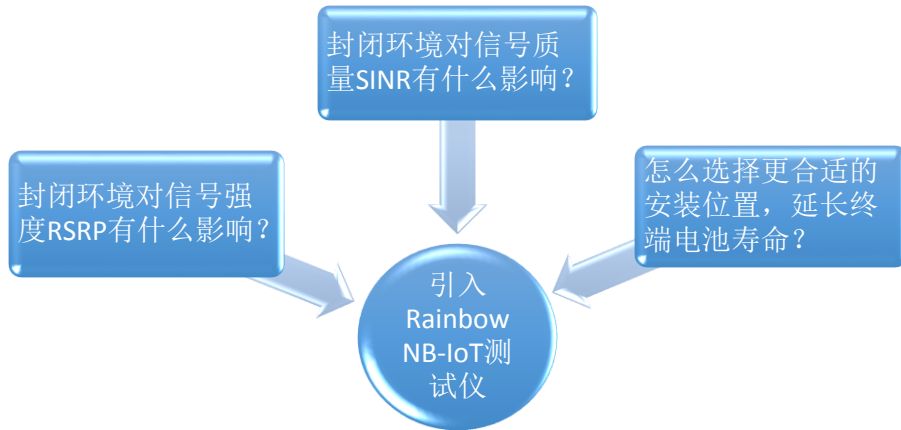 封闭环境对信号质
量SINR有什么影响？
封闭环境对信号强
度RSRP有什么影响？
怎么选择更合适的
安装位置，延长终
端电池寿命？
引入
Rainbow
NB-IoT测
试仪